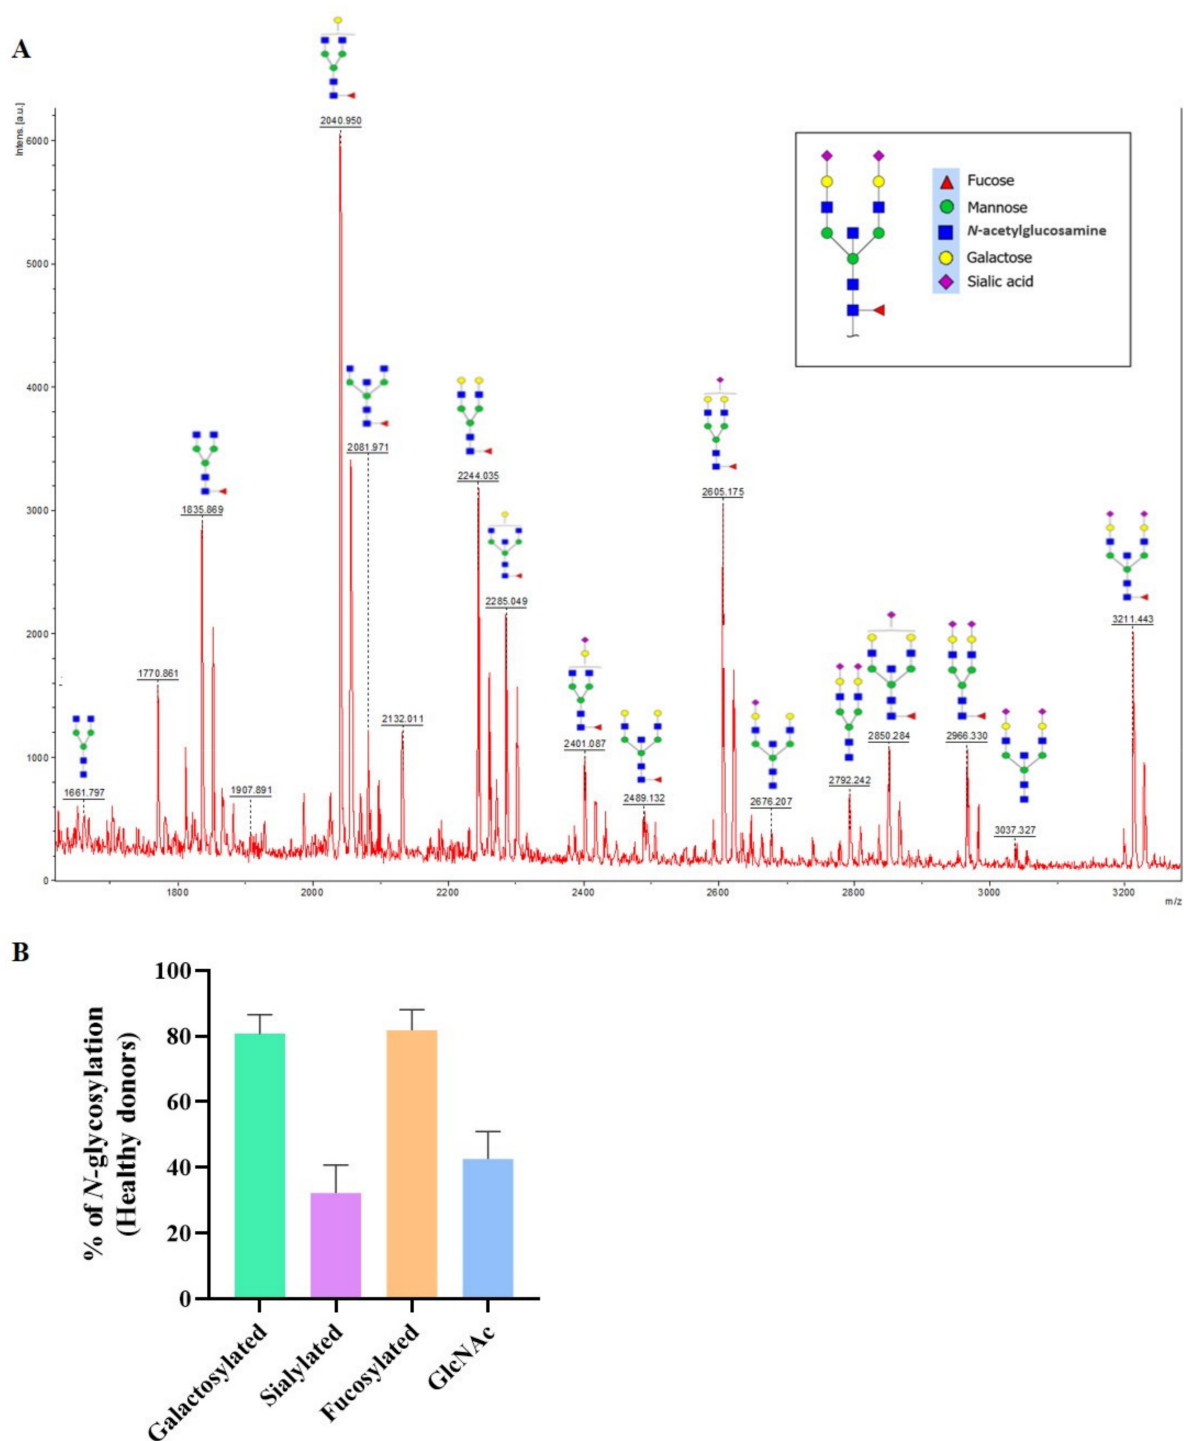 A
Intens. [a.u.]
6000
5000
4000
3000
2000
1000
0
2040.950
2081.971
1835.869
2244.035
2605.175
2285.049
3211.443
1770.861
2132.011
2401.087
2850.284
2966.330
2489.132
2792.242
1661.797
1907.891
2676.207
3037.327
Fucose
Mannose
N-acetylglucosamine
Galactose
Sialic acid
1800
2000
2200
2400
2600
2800
3000
3200
m/z
B
% of N-glycosylation
(Healthy donors)
100
80
60
40
20
0
Galactosylated
Sialylated
Fucosylated
GlcNAc